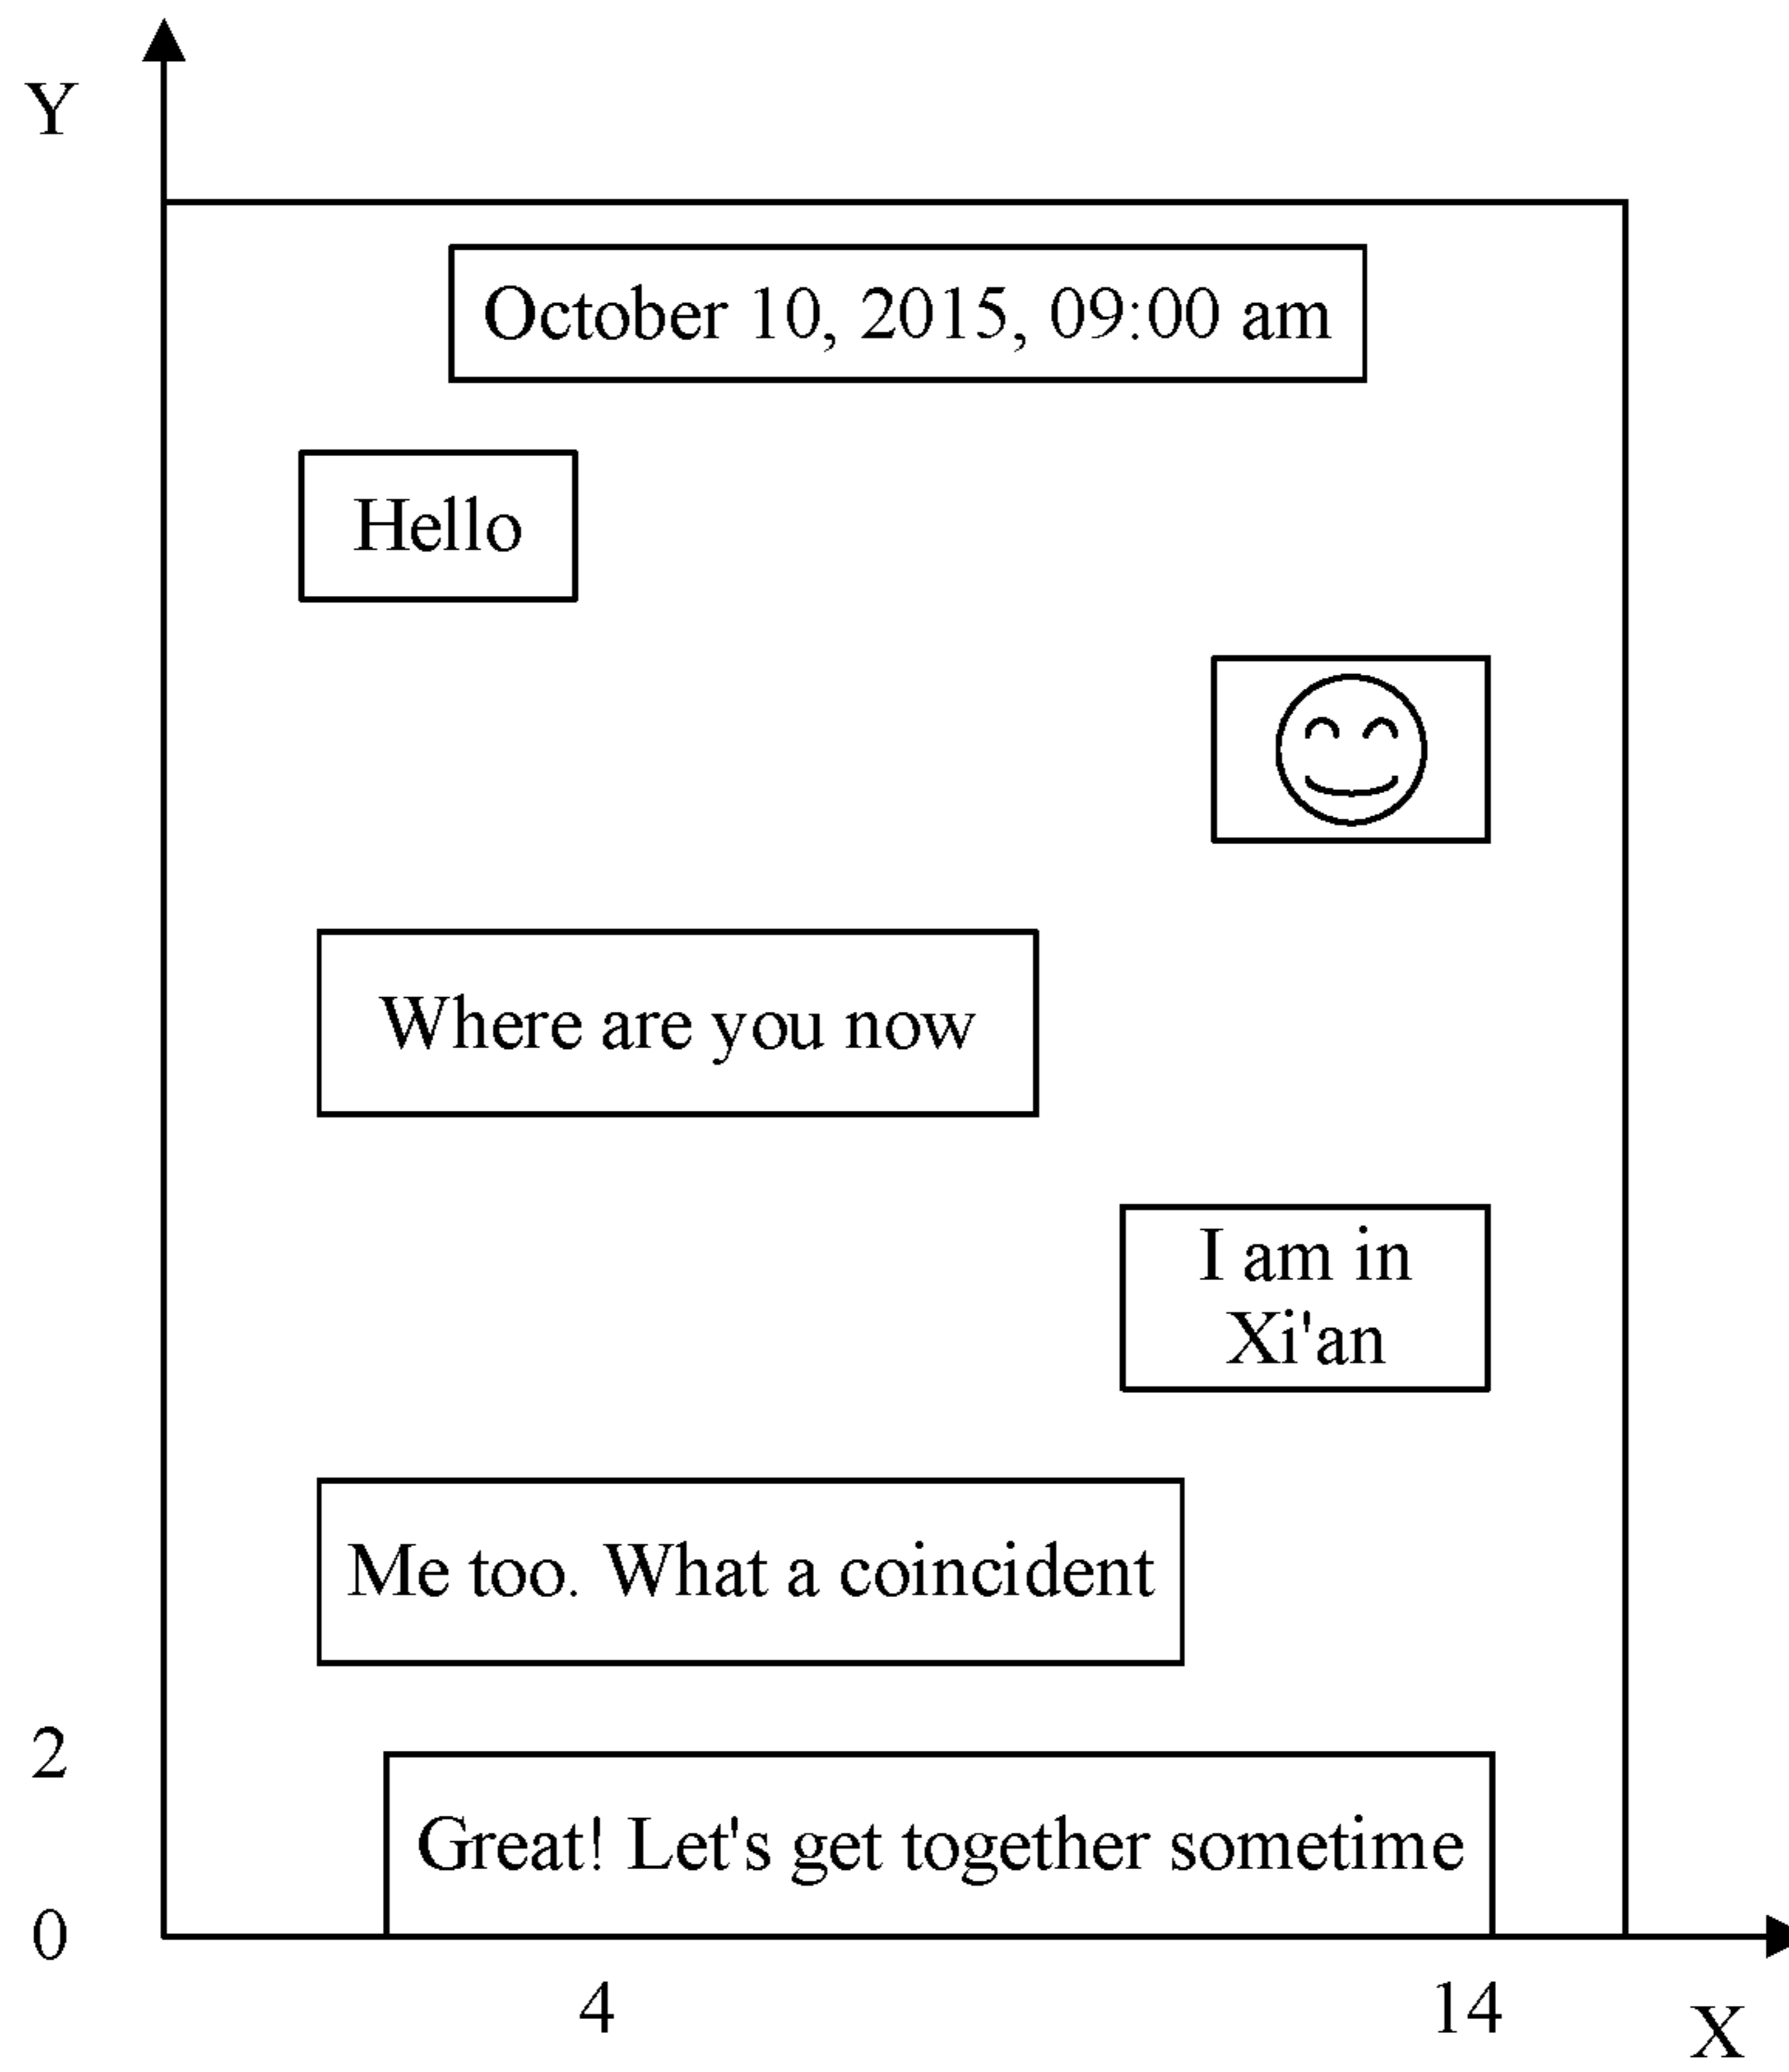 Y
October 10, 2015, 09:00 am
Hello
Where are you now
I am in
Xi'an
Me too. What a coincident
2
Great! Let's get together sometime
0
4
14
X